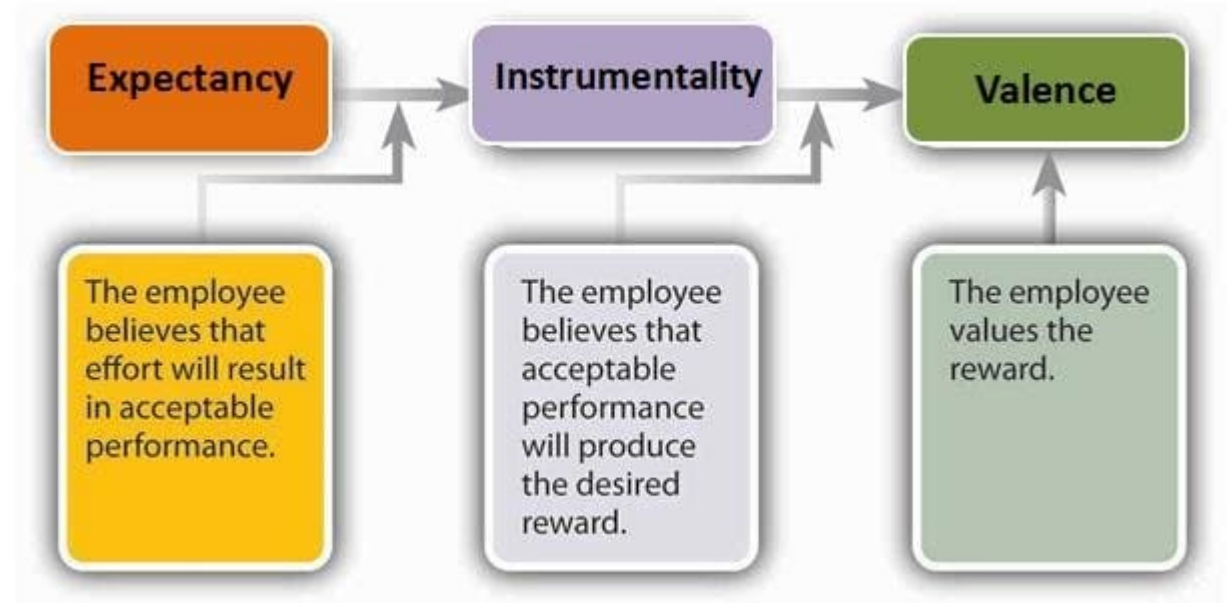 Expectancy
Instrumentality
Valence
The employee
believes that
effort will result
in acceptable
performance.
The employee
believes that
acceptable
performance
will produce
the desired
reward.
The employee
values the
reward.